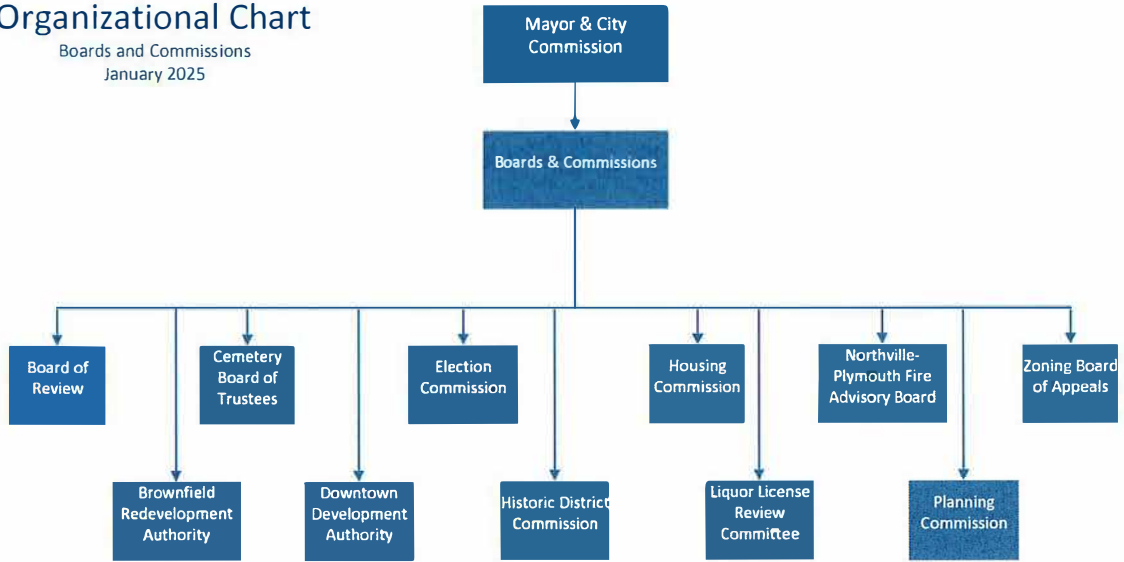 Organizational Chart
Boards and Commissions
January 2025
Mayor & City
Commission
Boards & Commissions
Board of
Review
Cemetery
Board of
Trustees
Election
Commission
Housing
Commission
Northville-
Plymouth Fire
Advisory Board
Zoning Board
of Appeals
Brownfield
Redevelopment
Authority
Downtown
Development
Authority
Historic District
Commission
Liquor License
Review
Committee
Planning
Commission